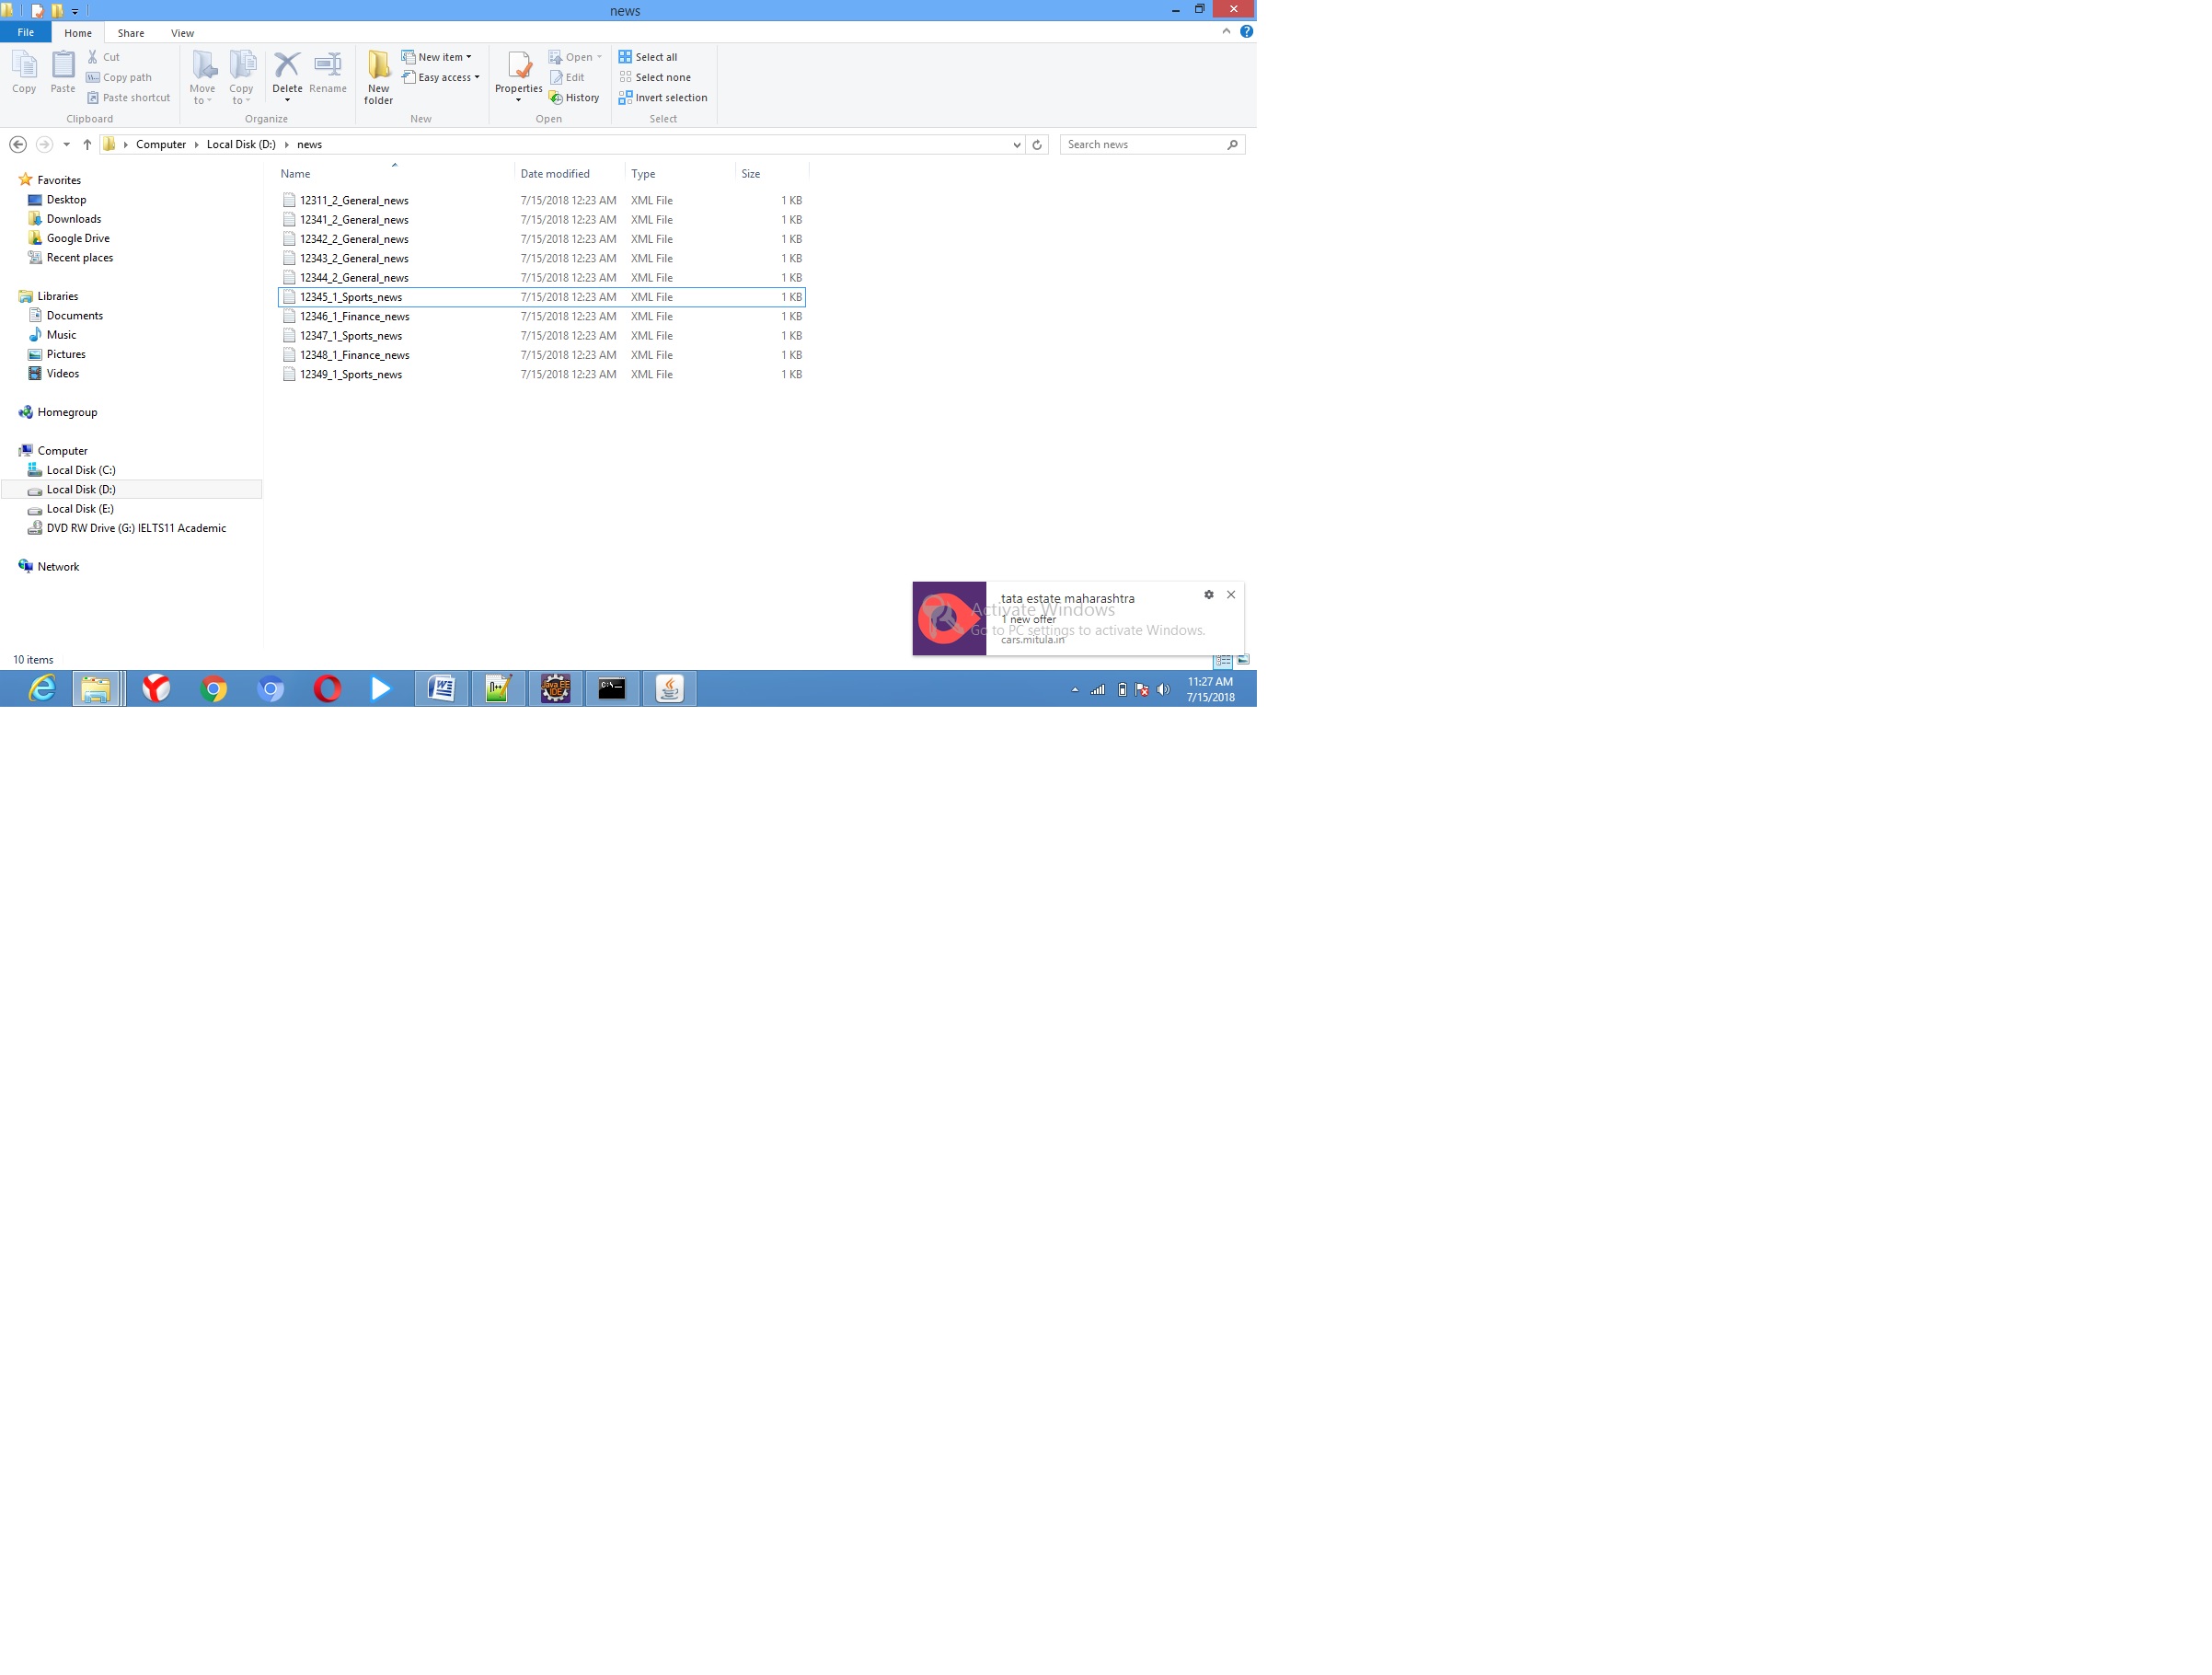 news
File Home Share View
Copy Paste Cut Copy path Paste shortcut Move to Copy to Delete Rename New folder New item Easy access Properties Open Edit History Select all Select none Invert selection
Clipboard Organize New Open Select
Computer Local Disk (D:) news Search news
Name Date modified Type Size
12311_2_General_news 7/15/2018 12:23 AM XML File 1 KB
12341_2_General_news 7/15/2018 12:23 AM XML File 1 KB
12342_2_General_news 7/15/2018 12:23 AM XML File 1 KB
12343_2_General_news 7/15/2018 12:23 AM XML File 1 KB
12344_2_General_news 7/15/2018 12:23 AM XML File 1 KB
12345_1_Sports_news 7/15/2018 12:23 AM XML File 1 KB
12346_1_Finance_news 7/15/2018 12:23 AM XML File 1 KB
12347_1_Sports_news 7/15/2018 12:23 AM XML File 1 KB
12348_1_Finance_news 7/15/2018 12:23 AM XML File 1 KB
12349_1_Sports_news 7/15/2018 12:23 AM XML File 1 KB
Favorites
Desktop
Downloads
Google Drive
Recent places
Libraries
Documents
Music
Pictures
Videos
Homegroup
Computer
Local Disk (C:)
Local Disk (D:)
Local Disk (E:)
DVD RW Drive (G:) IELTS11 Academic
Network
tata estate maharashtra
Activate Windows
1 new offer
Go to PC settings to activate Windows.
cars.mitula.in
10 items
Java EE
IDE
C:\
11:27 AM
7/15/2018